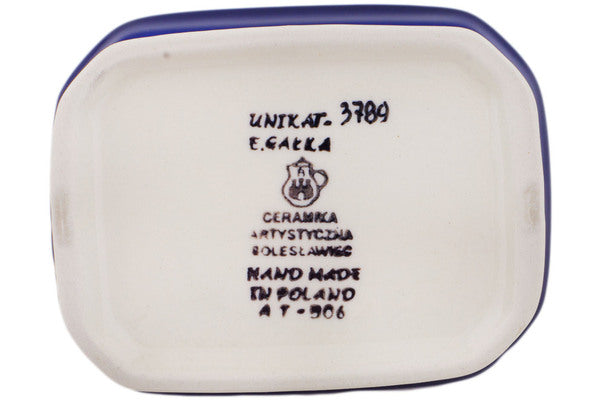 UNIKAT- 3789
E. GAŁKA
CERAMIKA
ARTYSTYCZNA
BOLESŁAWIEC
HAND MADE
IN POLAND
A T - 906